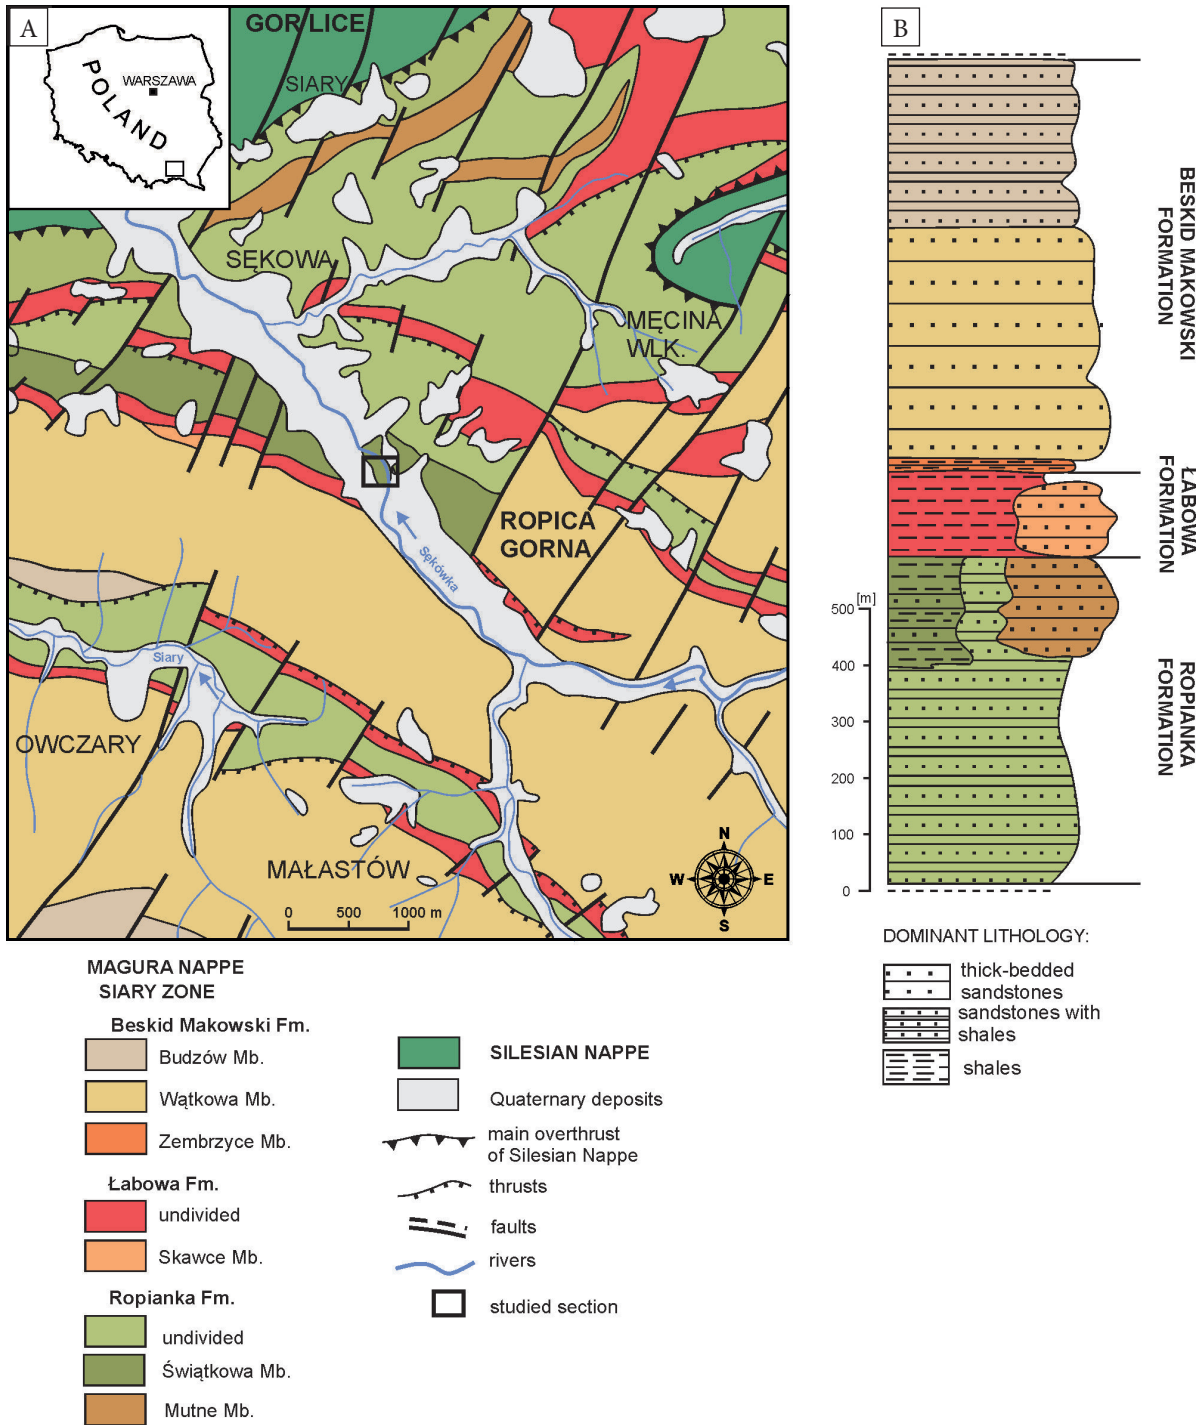 A
POLAND
WARSZAWA
GORLICE
SIARY
SĘKOWA
MĘCINA
WLK.
ROPICA
GORNA
Sękówka
Siary
OWCZARY
MAŁASTÓW
0 500 1000 m
N
W E
S
B
BESKID MAKOWSKI
FORMATION
ŁABOWA
FORMATION
ROPIANKA
FORMATION
[m]
500
400
300
200
100
0
DOMINANT LITHOLOGY:
thick-bedded
sandstones
sandstones with
shales
shales
MAGURA NAPPE
SIARY ZONE
Beskid Makowski Fm.
Budzów Mb.
Wątkowa Mb.
Zembrzyce Mb.
Łabowa Fm.
undivided
Skawce Mb.
Ropianka Fm.
undivided
Świątkowa Mb.
Mutne Mb.
SILESIAN NAPPE
Quaternary deposits
main overthrust
of Silesian Nappe
thrusts
faults
rivers
studied section